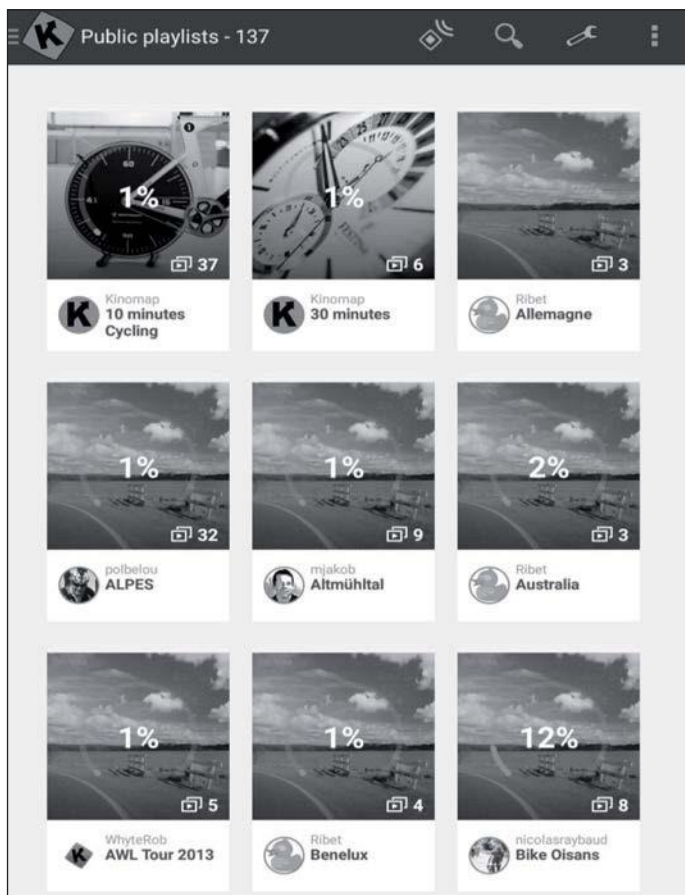 Public playlists - 137
1%
37
Kinomap
10 minutes
Cycling
1%
6
Kinomap
30 minutes
3
Ribet
Allemagne
1%
32
polbelou
ALPES
1%
9
mjakob
Altmühltal
2%
3
Ribet
Australia
1%
5
WhyteRob
AWL Tour 2013
1%
4
Ribet
Benelux
12%
8
nicolasraybaud
Bike Oisans